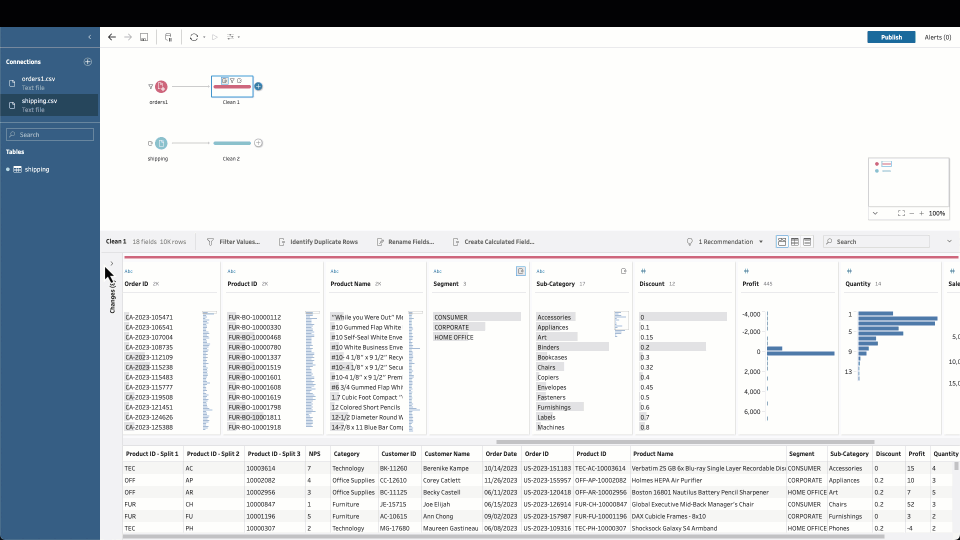 Publish
Alerts (0)
Connections
orders1.csv
Text file
shipping.csv
Text file
Search
Tables
shipping
orders1
Clean 1
shipping
Clean 2
100%
Clean 1 18 fields 10K rows Filter Values... Identify Duplicate Rows Rename Fields... Create Calculated Field... 1 Recommendation Search
Changes
Abc Abc Abc Abc Abc # # #
Order ID 2K Product ID 2K Product Name 2K Segment 3 Sub-Category 17 Discount 12 Profit 445 Quantity 14 Sale
CA-2023-105471 FUR-BO-10000112 "While you Were Out" Me CONSUMER Accessories 0 -4,000 1
CA-2023-106541 FUR-BO-10000330 #10 Gummed Flap White CORPORATE Appliances 0.1 -2,000 5
CA-2023-107004 FUR-BO-10000468 #10 Self-Seal White Enve HOME OFFICE Art 0.15 5,0
CA-2023-108735 FUR-BO-10000780 #10 White Business Enve Binders 0.2 0 9
CA-2023-112109 FUR-BO-10001337 #10- 4 1/8" x 9 1/2" Recy Bookcases 0.3 10,0
CA-2023-115238 FUR-BO-10001519 #10-4 1/8" x 9 1/2" Secu Chairs 0.32 2,000 13
CA-2023-115483 FUR-BO-10001601 #10-4 1/8" x 9 1/2" Prem Copiers 0.4 15,0
CA-2023-115777 FUR-BO-10001608 #6 3/4 Gummed Flap Whi Envelopes 0.45 4,000
CA-2023-119508 FUR-BO-10001619 1.7 Cubic Foot Compact " Fasteners 0.5
CA-2023-121451 FUR-BO-10001798 12 Colored Short Pencils Furnishings 0.6 6,000
CA-2023-124626 FUR-BO-10001811 12-1/2 Diameter Round W Labels 0.7
CA-2023-125388 FUR-BO-10001918 14-7/8 x 11 Blue Bar Comp Machines 0.8
Product ID - Split 1 Product ID - Split 2 Product ID - Split 3 NPS Category Customer ID Customer Name Order Date Order ID Product ID Product Name Segment Sub-Category Discount Profit Quantity
TEC AC 10003614 7 Technology BK-11260 Berenike Kampe 10/14/2023 US-2023-151183 TEC-AC-10003614 Verbatim 25 GB 6x Blu-ray Single Layer Recordable Dis CONSUMER Accessories 0 15 4
OFF AP 10002082 4 Office Supplies CC-12610 Corey Catlett 11/26/2023 US-2023-155957 OFF-AP-10002082 Holmes HEPA Air Purifier CORPORATE Appliances 0.2 10 3
OFF AR 10002956 3 Office Supplies BC-11125 Becky Castell 06/11/2023 US-2023-120418 OFF-AR-10002956 Boston 16801 Nautilus Battery Pencil Sharpener HOME OFFICE Art 0.2 7 5
FUR CH 10000847 1 Furniture JE-15715 Joe Elijah 06/15/2023 US-2023-126914 FUR-CH-10000847 Global Executive Mid-Back Manager's Chair CONSUMER Chairs 0.2 52 3
FUR FU 10001196 5 Furniture AC-10615 Ann Chong 09/02/2023 US-2023-157987 FUR-FU-10001196 DAX Cubicle Frames - 8x10 CORPORATE Furnishings 0 3 2
TEC PH 10000307 2 Technology MG-17680 Maureen Gastineau 06/08/2023 US-2023-109316 TEC-PH-10000307 Shocksock Galaxy S4 Armband HOME OFFICE Phones 0.2 -4 2